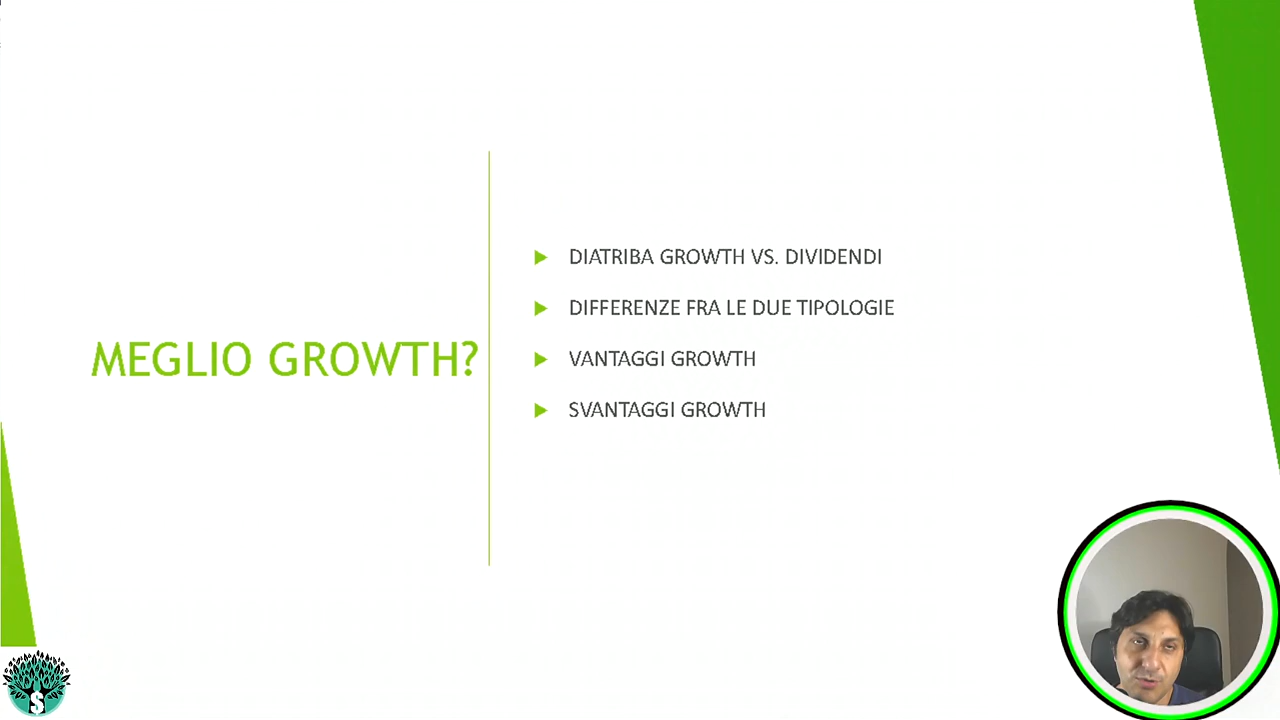 MEGLIO GROWTH?
DIATRIBA GROWTH VS. DIVIDENDI
DIFFERENZE FRA LE DUE TIPOLOGIE
VANTAGGI GROWTH
SVANTAGGI GROWTH
$